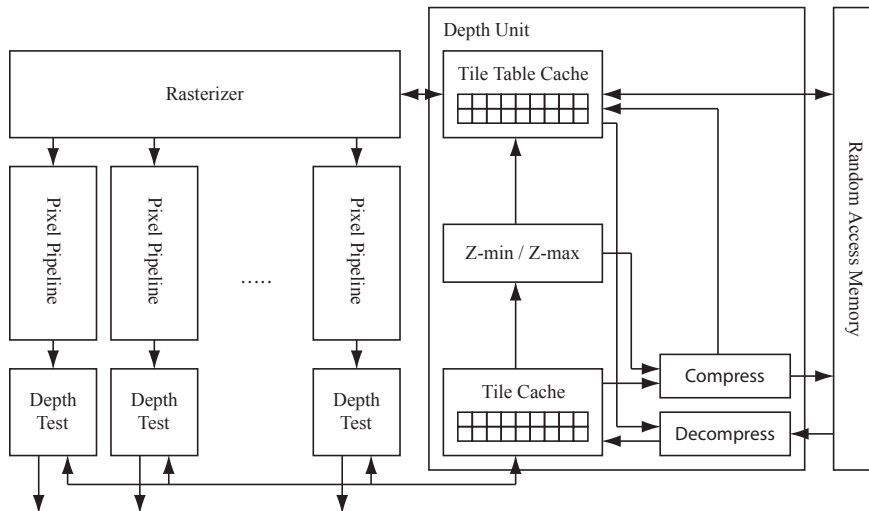 Depth Unit
Rasterizer
Tile Table Cache
Pixel Pipeline
Pixel Pipeline
.....
Pixel Pipeline
Z-min / Z-max
Random Access Memory
Depth
Test
Depth
Test
Depth
Test
Tile Cache
Compress
Decompress